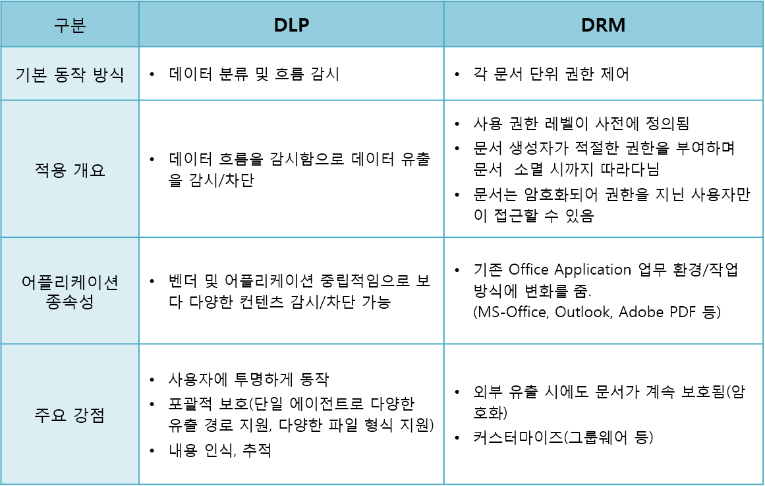 구분
DLP
DRM
기본 동작 방식
• 데이터 분류 및 흐름 감시
• 각 문서 단위 권한 제어
적용 개요
• 데이터 흐름을 감시함으로 데이터 유출
을 감시/차단
• 사용 권한 레벨이 사전에 정의됨
• 문서 생성자가 적절한 권한을 부여하며
문서 소멸 시까지 따라다님
• 문서는 암호화되어 권한을 지닌 사용자만
이 접근할 수 있음
어플리케이션
종속성
• 벤더 및 어플리케이션 중립적임으로 보
다 다양한 컨텐츠 감시/차단 가능
• 기존 Office Application 업무 환경/작업
방식에 변화를 줌.
(MS-Office, Outlook, Adobe PDF 등)
주요 강점
• 사용자에 투명하게 동작
• 포괄적 보호(단일 에이전트로 다양한
유출 경로 지원, 다양한 파일 형식 지원)
• 내용 인식, 추적
• 외부 유출 시에도 문서가 계속 보호됨(암
호화)
• 커스터마이즈(그룹웨어 등)